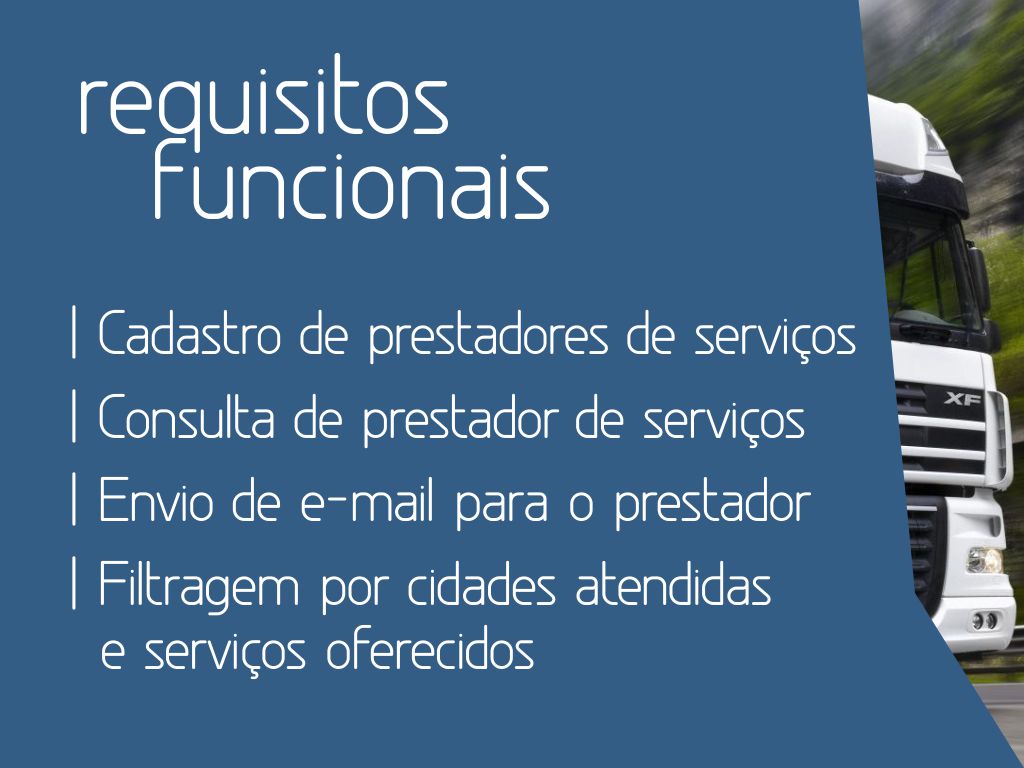 requisitos
funcionais
| Cadastro de prestadores de serviços
| Consulta de prestador de serviços
| Envio de e-mail para o prestador
| Filtragem por cidades atendidas
e serviços oferecidos
XF